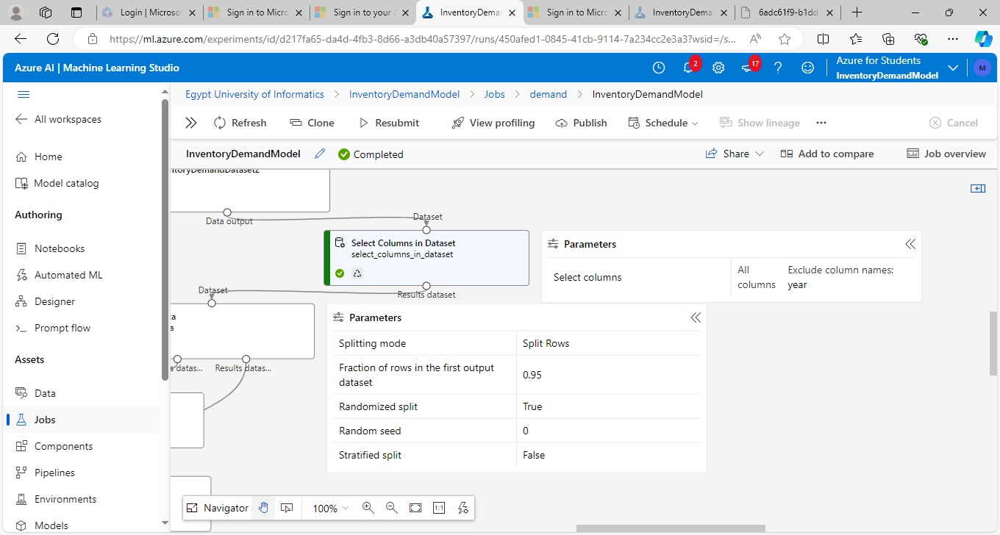 Login | Microsof
Sign in to Micro
Sign in to your a
InventoryDeman
Sign in to Micro
InventoryDeman
6adc61f9-b1dd
https://ml.azure.com/experiments/id/d217fa65-da4d-4fb3-8d66-a3db40a57397/runs/450afed1-0845-41cb-9114-7a234cc2e3a3?wsid=/s...
Azure AI | Machine Learning Studio
2
17
Azure for Students
InventoryDemandModel
M
Egypt University of Informatics
InventoryDemandModel
Jobs
demand
InventoryDemandModel
All workspaces
Home
Model catalog
Authoring
Notebooks
Automated ML
Designer
Prompt flow
Assets
Data
Jobs
Components
Pipelines
Environments
Models
Refresh
Clone
Resubmit
View profiling
Publish
Schedule
Show lineage
Cancel
InventoryDemandModel
Completed
Share
Add to compare
Job overview
ntoryDemandDataset2
Data output
Dataset
Select Columns in Dataset
select_columns_in_dataset
Results dataset
Parameters
Select columns
All columns
Exclude column names:
year
Dataset
ta
a
s datas...
Results datas...
Parameters
Splitting mode
Split Rows
Fraction of rows in the first output
dataset
0.95
Randomized split
True
Random seed
0
Stratified split
False
Navigator
100%
1:1